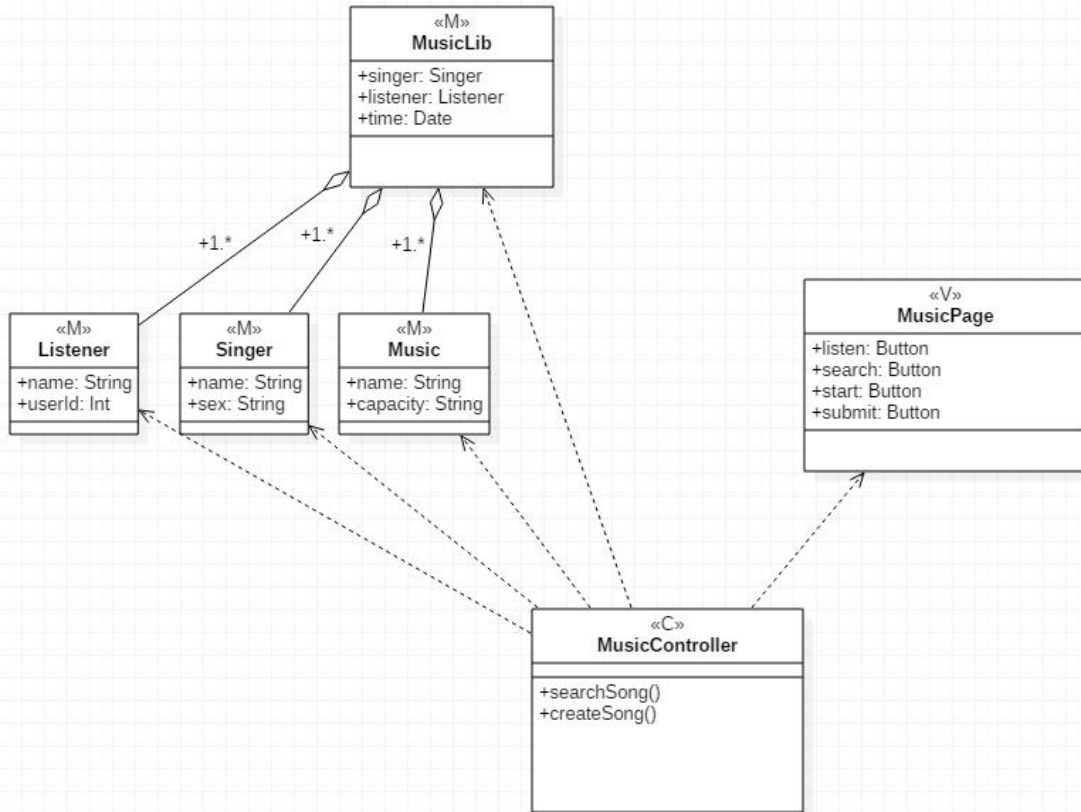 «M»
MusicLib
+singer: Singer
+listener: Listener
+time: Date
+1.*
+1.*
+1.*
«M»
Listener
+name: String
+userId: Int
«M»
Singer
+name: String
+sex: String
«M»
Music
+name: String
+capacity: String
«V»
MusicPage
+listen: Button
+search: Button
+start: Button
+submit: Button
«C»
MusicController
+searchSong()
+createSong()